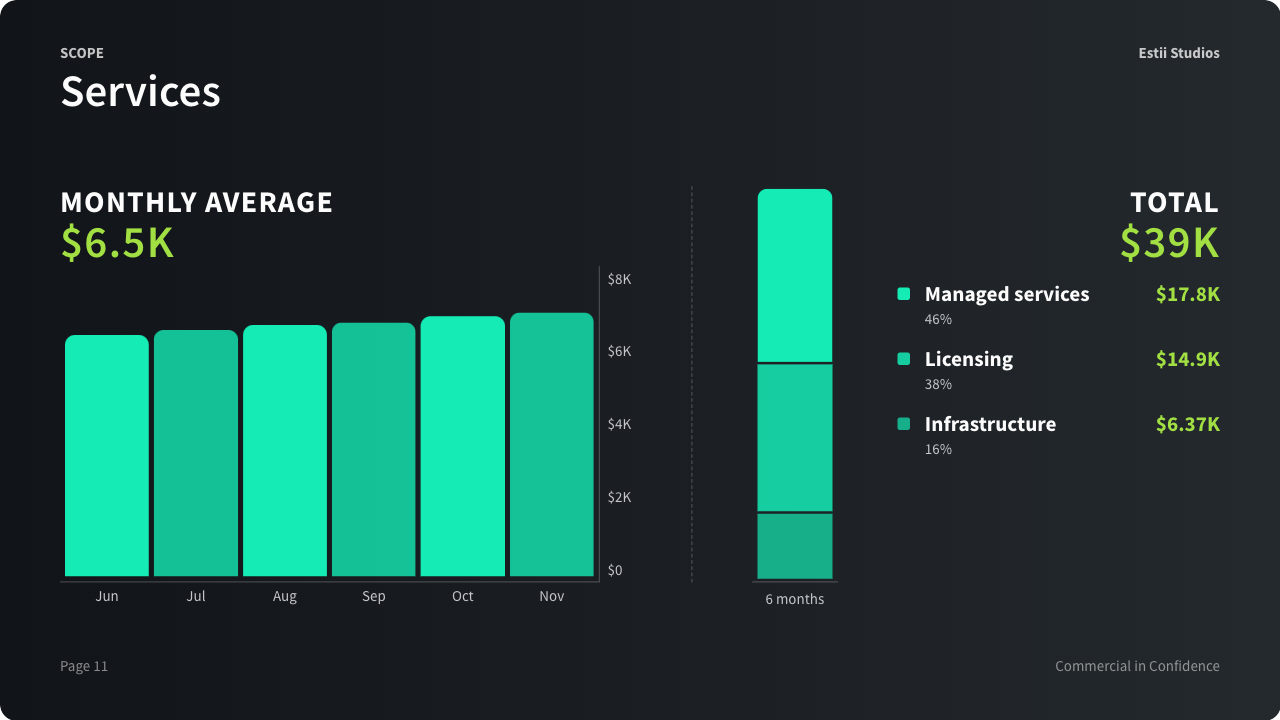 SCOPE
Estii Studios
Services
MONTHLY AVERAGE
$6.5K
$8K
$6K
$4K
$2K
$0
Jun Jul Aug Sep Oct Nov
6 months
TOTAL
$39K
Managed services $17.8K
46%
Licensing $14.9K
38%
Infrastructure $6.37K
16%
Page 11
Commercial in Confidence